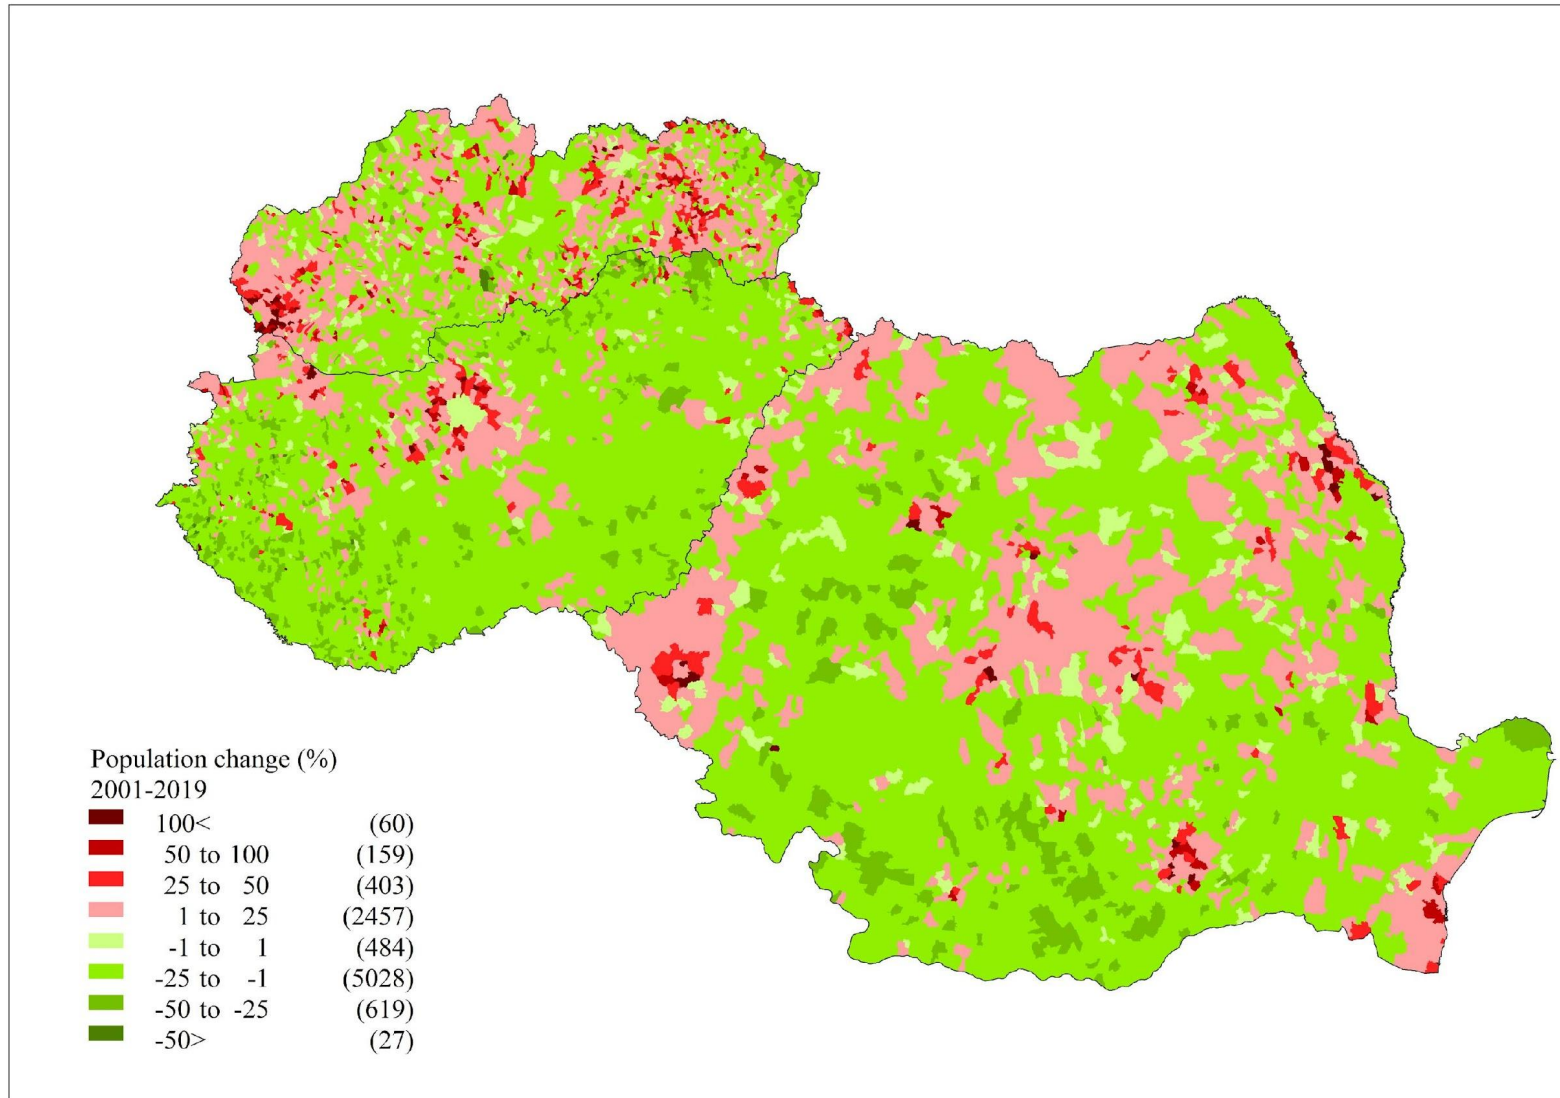 Population change (%)
2001-2019
100< (60)
50 to 100 (159)
25 to 50 (403)
1 to 25 (2457)
-1 to 1 (484)
-25 to -1 (5028)
-50 to -25 (619)
-50> (27)